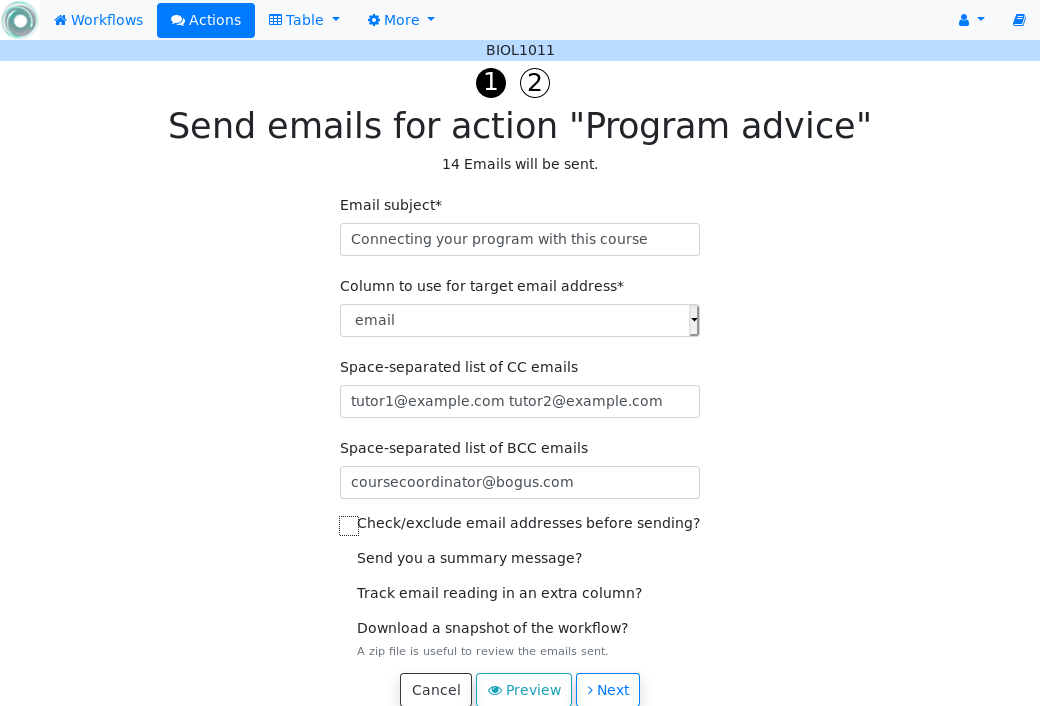 Workflows Actions Table More
BIOL1011
1 2
Send emails for action "Program advice"
14 Emails will be sent.
Email subject*
Connecting your program with this course
Column to use for target email address*
email
Space-separated list of CC emails
tutor1@example.com tutor2@example.com
Space-separated list of BCC emails
coursecoordinator@bogus.com
Check/exclude email addresses before sending?
Send you a summary message?
Track email reading in an extra column?
Download a snapshot of the workflow?
A zip file is useful to review the emails sent.
Cancel Preview Next